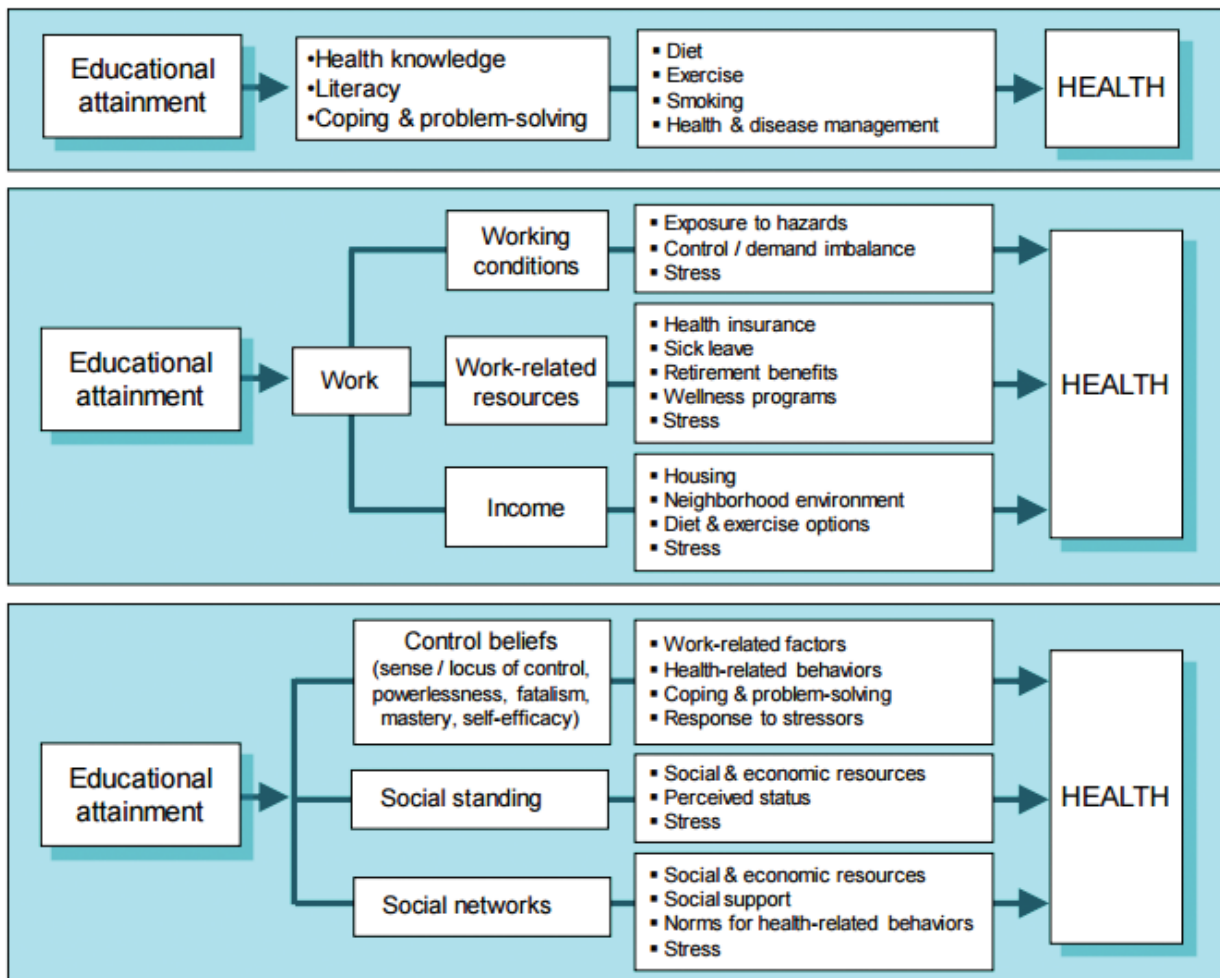 Educational
attainment
•Health knowledge
•Literacy
•Coping & problem-solving
▪ Diet
▪ Exercise
▪ Smoking
▪ Health & disease management
HEALTH
Educational
attainment
Work
Working
conditions
▪ Exposure to hazards
▪ Control / demand imbalance
▪ Stress
Work-related
resources
▪ Health insurance
▪ Sick leave
▪ Retirement benefits
▪ Wellness programs
▪ Stress
Income
▪ Housing
▪ Neighborhood environment
▪ Diet & exercise options
▪ Stress
HEALTH
Educational
attainment
Control beliefs
(sense / locus of control,
powerlessness, fatalism,
mastery, self-efficacy)
▪ Work-related factors
▪ Health-related behaviors
▪ Coping & problem-solving
▪ Response to stressors
Social standing
▪ Social & economic resources
▪ Perceived status
▪ Stress
Social networks
▪ Social & economic resources
▪ Social support
▪ Norms for health-related behaviors
▪ Stress
HEALTH